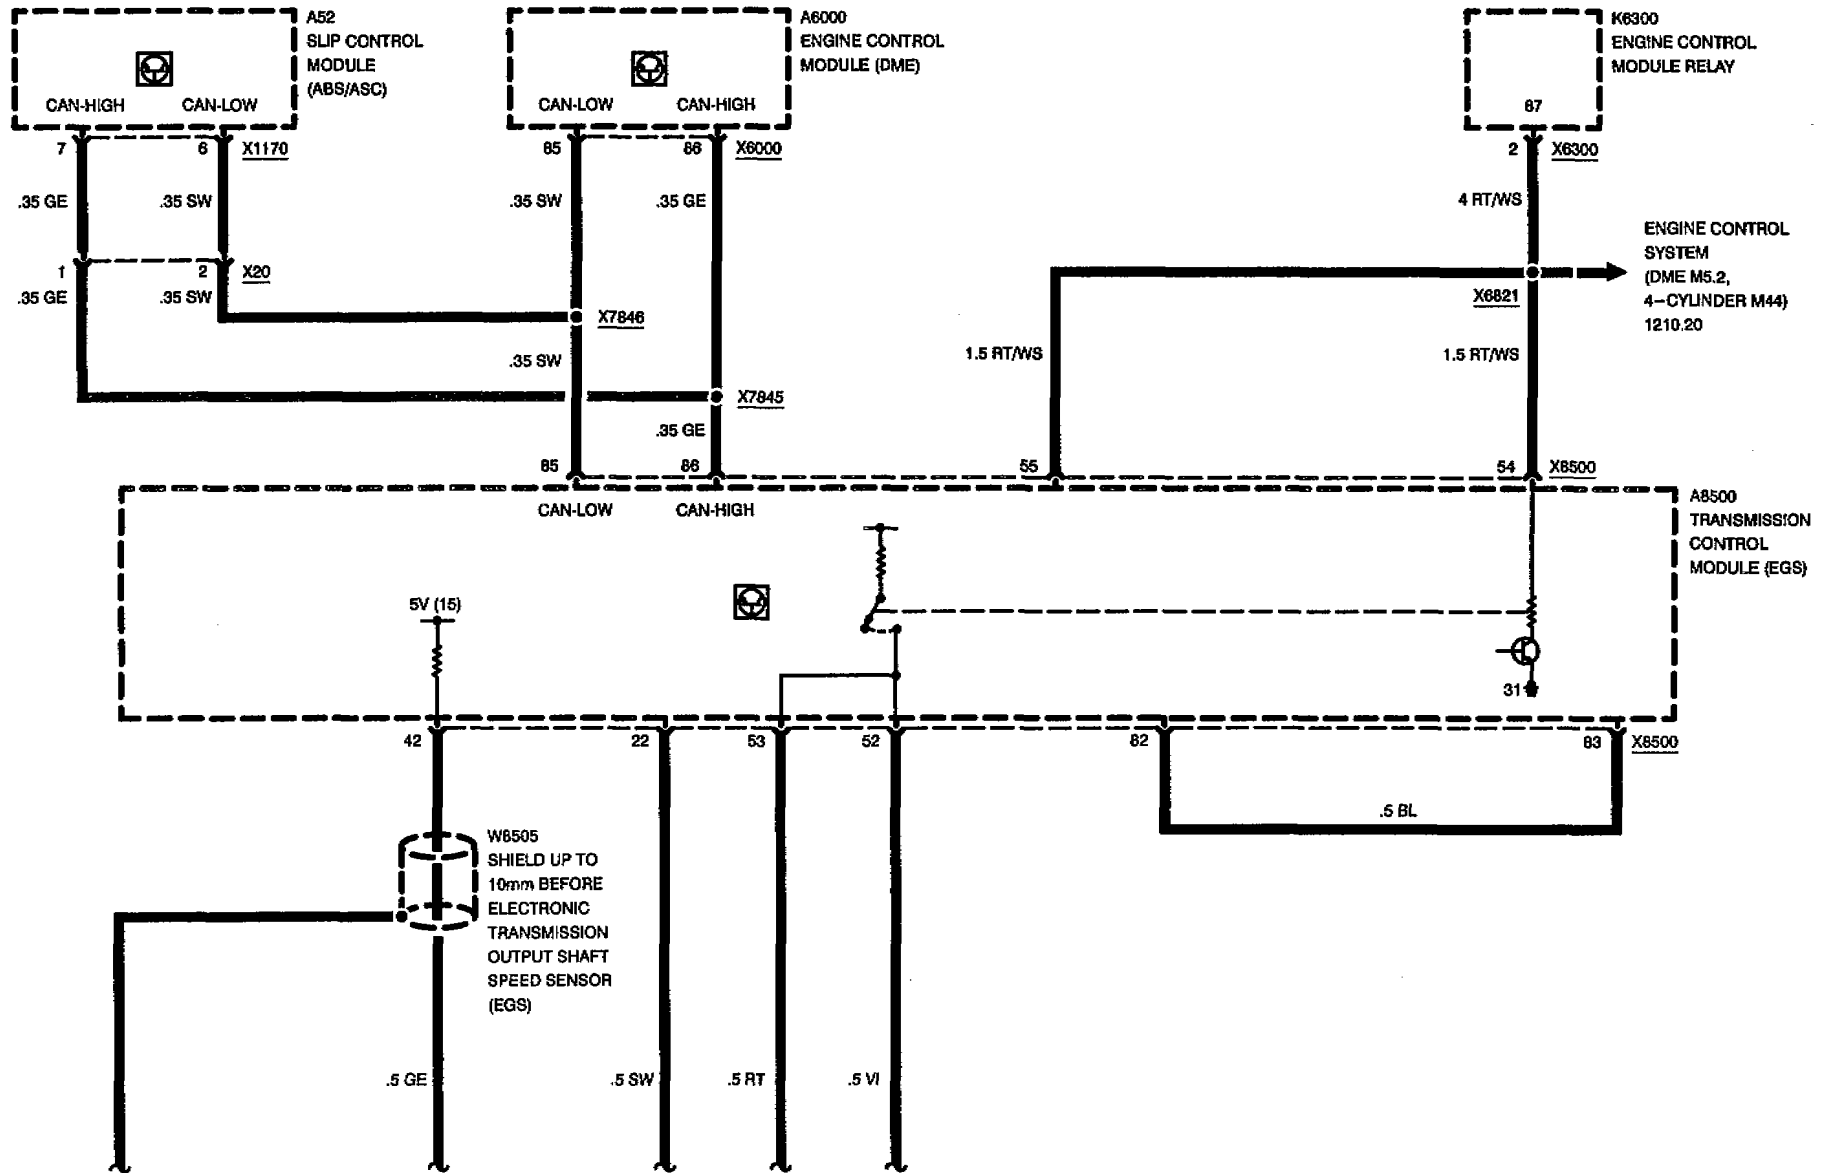 A52
SLIP CONTROL
MODULE
(ABS/ASC)
CAN-HIGH
CAN-LOW
A6000
ENGINE CONTROL
MODULE (DME)
CAN-LOW
CAN-HIGH
K6300
ENGINE CONTROL
MODULE RELAY
87
7
6
X1170
85
86
X6000
2
X6300
.35 GE
.35 SW
.35 SW
.35 GE
4 RT/WS
ENGINE CONTROL
SYSTEM
(DME M5.2,
4-CYLINDER M44)
1210.20
1
2
X20
.35 GE
.35 SW
X6821
X7846
.35 SW
1.5 RT/WS
1.5 RT/WS
X7845
.35 GE
85
86
55
54
X8500
CAN-LOW
CAN-HIGH
A8500
TRANSMISSION
CONTROL
MODULE (EGS)
5V (15)
31
42
22
53
52
82
83
X8500
.5 BL
W8505
SHIELD UP TO
10mm BEFORE
ELECTRONIC
TRANSMISSION
OUTPUT SHAFT
SPEED SENSOR
(EGS)
.5 GE
.5 SW
.5 RT
.5 VI